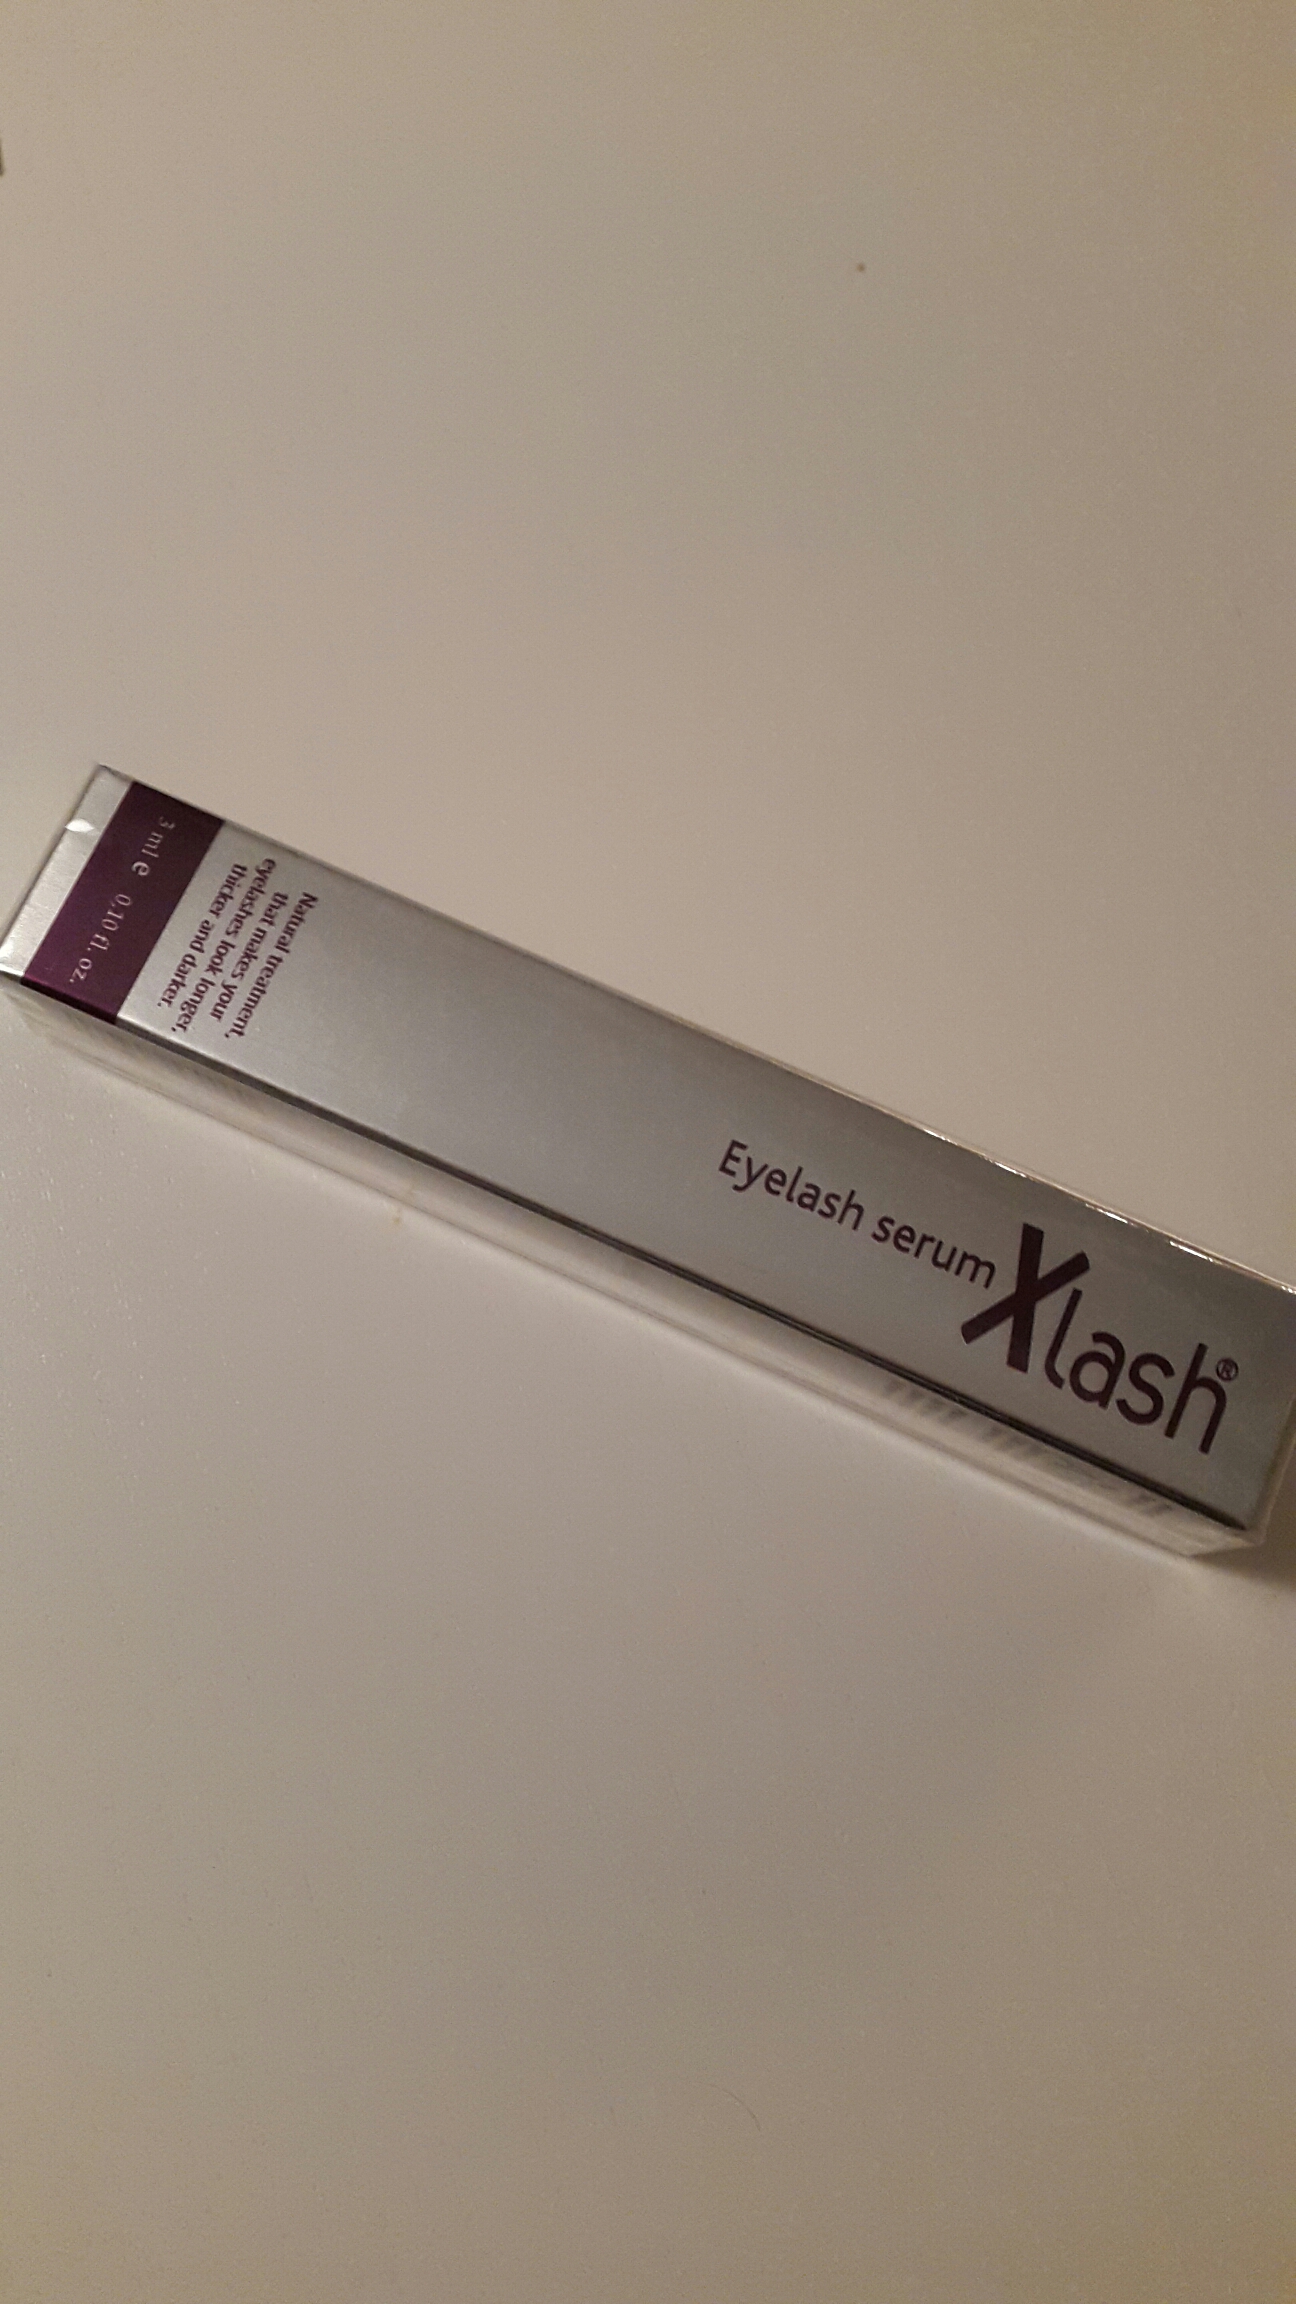 Xlash®
Eyelash serum
Natural treatment,
that makes your
eyelashes look longer,
thicker and darker.
3 ml e 0,10 fl. oz.